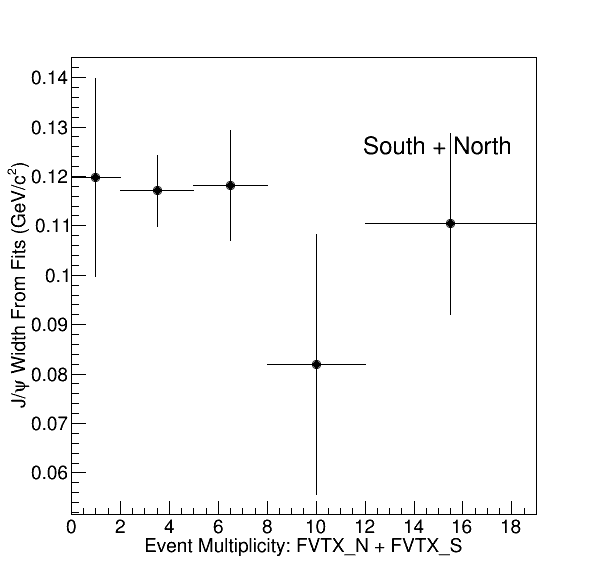 0.14
0.13
0.12
0.11
0.1
0.09
0.08
0.07
0.06
J/ψ Width From Fits (GeV/c²)
South + North
0 2 4 6 8 10 12 14 16 18
Event Multiplicity: FVTX_N + FVTX_S